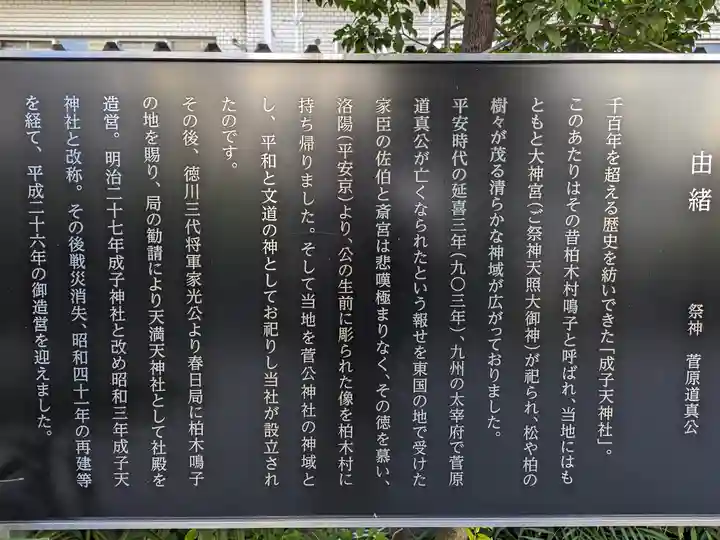 由緒
祭神 菅原道真公
千百年を超える歴史を紡いできた「成子天神社」。
このあたりはその昔柏木村鳴子と呼ばれ、当地にはも
ともと大神宮(ご祭神天照大御神)が祀られ、松や柏の
樹々が茂る清らかな神域が広がっておりました。
平安時代の延喜三年(九〇三年)、九州の太宰府で菅原
道真公が亡くなられたという報せを東国の地で受けた
家臣の佐伯と斎宮は悲嘆極まりなく、その徳を慕い、
洛陽(平安京)より、公の生前に彫られた像を柏木村に
持ち帰りました。そして当地を菅公神社の神域と
し、平和と文道の神としてお祀りし当社が設立され
たのです。
その後、徳川三代将軍家光公より春日局に柏木鳴子
の地を賜り、局の勧請により天満天神社として社殿を
造営。明治二十七年成子神社と改め昭和三年成子天
神社と改称。その後戦災消失、昭和四十一年の再建等
を経て、平成二十六年の御造営を迎えました。